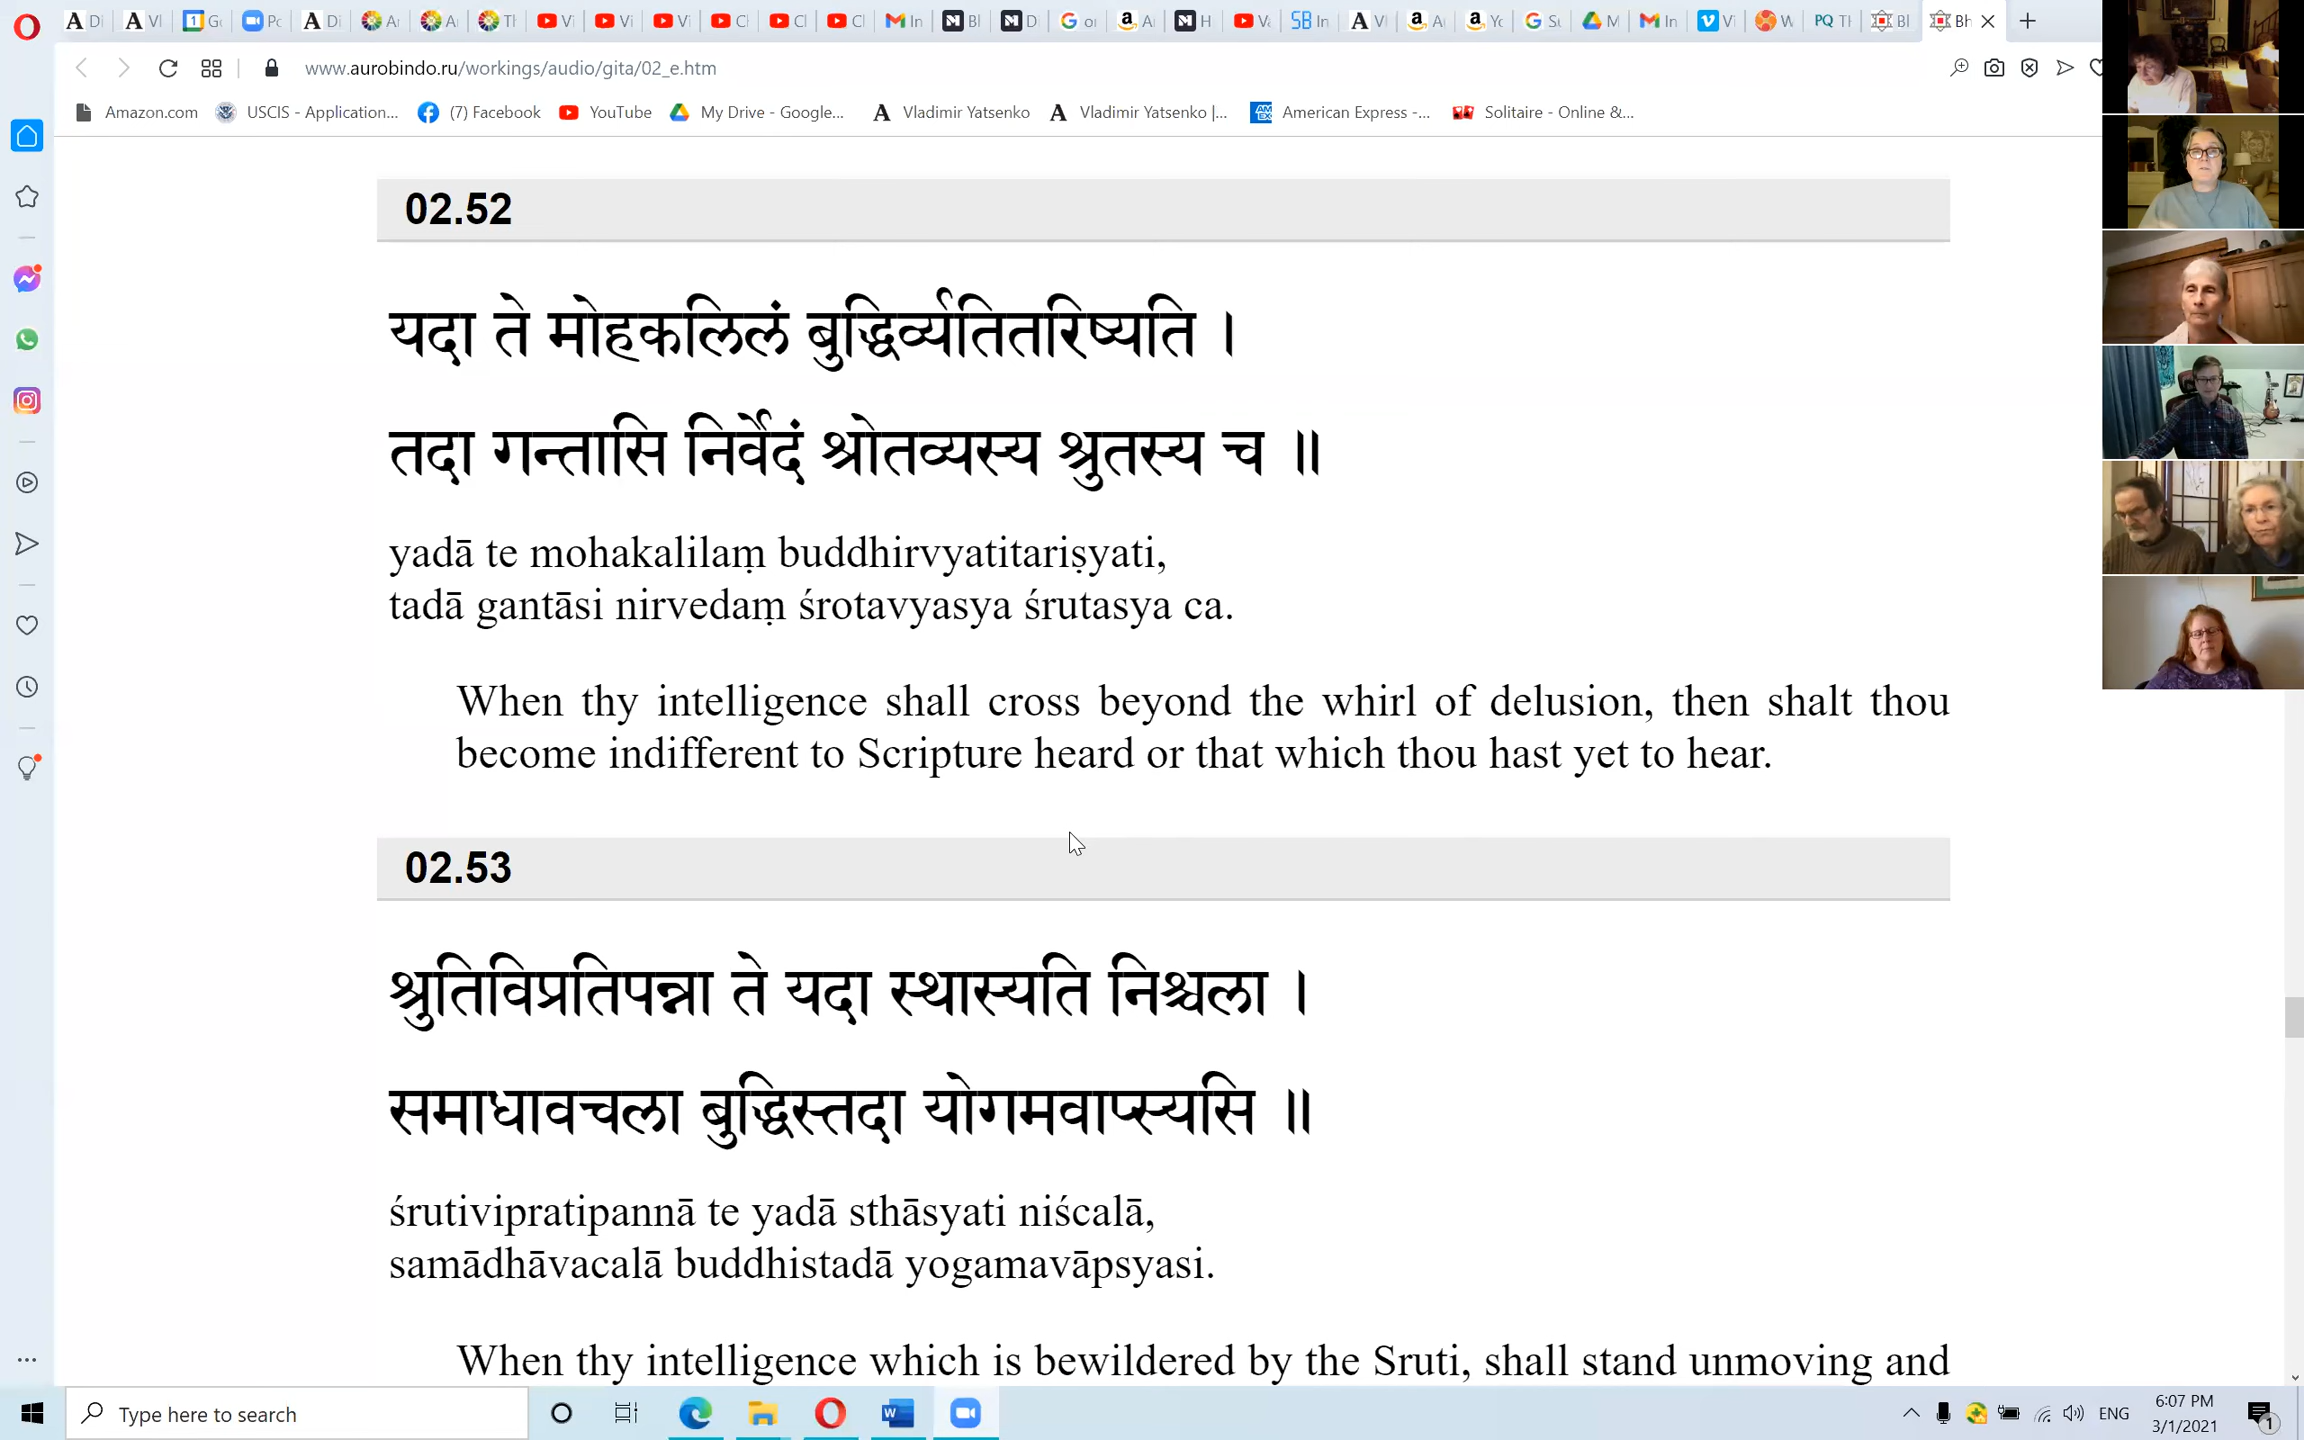 www.aurobindo.ru/workings/audio/gita/02_e.htm
Amazon.com USCIS - Application... (7) Facebook YouTube My Drive - Google... Vladimir Yatsenko Vladimir Yatsenko |... American Express -... Solitaire - Online &...
02.52
यदा ते मोहकलिलं बुद्धिर्व्यतितरिष्यति ।
तदा गन्तासि निर्वेदं श्रोतव्यस्य श्रुतस्य च ॥
yadā te mohakalilaṃ buddhirvyatitariṣyati,
tadā gantāsi nirvedaṃ śrotavyasya śrutasya ca.
When thy intelligence shall cross beyond the whirl of delusion, then shalt thou
become indifferent to Scripture heard or that which thou hast yet to hear.
02.53
श्रुतिविप्रतिपन्ना ते यदा स्थास्यति निश्चला ।
समाधावचला बुद्धिस्तदा योगमवाप्स्यसि ॥
śrutivipratipannā te yadā sthāsyati niścalā,
samādhāvacalā buddhistadā yogamavāpsyasi.
When thy intelligence which is bewildered by the Sruti, shall stand unmoving and
Type here to search
ENG
6:07 PM
3/1/2021
1